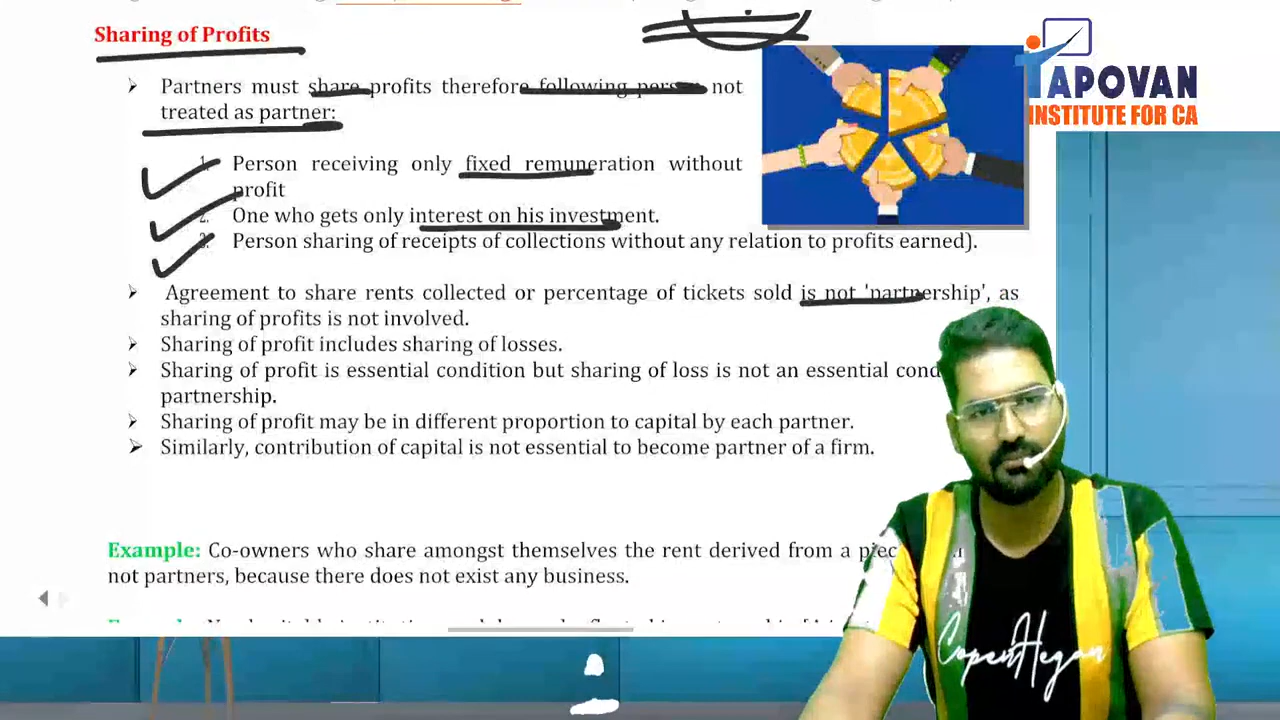 Sharing of Profits
➢ Partners must share profits therefore following person not
treated as partner:
1. Person receiving only fixed remuneration without
profit
2. One who gets only interest on his investment.
3. Person sharing of receipts of collections without any relation to profits earned).
➢ Agreement to share rents collected or percentage of tickets sold is not 'partnership', as
sharing of profits is not involved.
➢ Sharing of profit includes sharing of losses.
➢ Sharing of profit is essential condition but sharing of loss is not an essential cond
partnership.
➢ Sharing of profit may be in different proportion to capital by each partner.
➢ Similarly, contribution of capital is not essential to become partner of a firm.
Example: Co-owners who share amongst themselves the rent derived from a piec
not partners, because there does not exist any business.
TAPOVAN
INSTITUTE FOR CA
CopenHegan